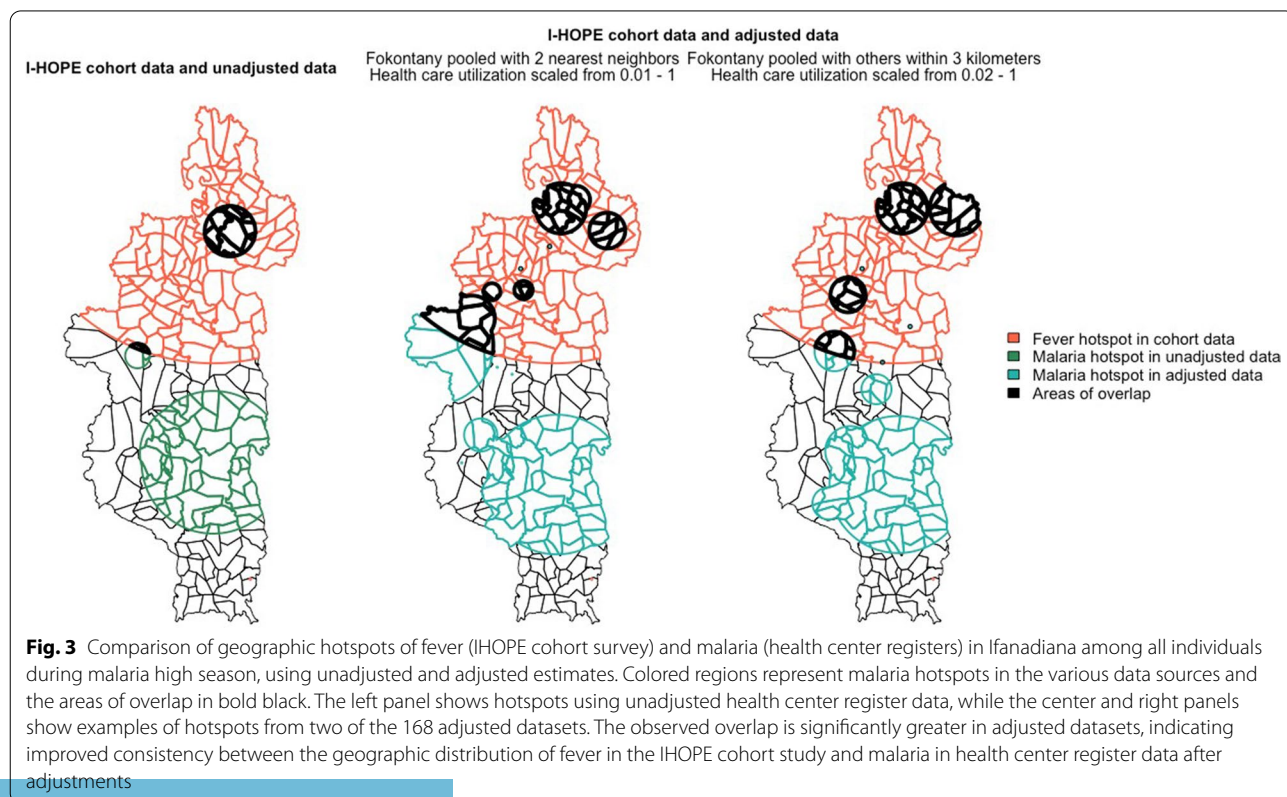 I-HOPE cohort data and adjusted data
I-HOPE cohort data and unadjusted data
Fokontany pooled with 2 nearest neighbors
Health care utilization scaled from 0.01 - 1
Fokontany pooled with others within 3 kilometers
Health care utilization scaled from 0.02 - 1
Fever hotspot in cohort data
Malaria hotspot in unadjusted data
Malaria hotspot in adjusted data
Areas of overlap
Fig. 3 Comparison of geographic hotspots of fever (IHOPE cohort survey) and malaria (health center registers) in Ifanadiana among all individuals
during malaria high season, using unadjusted and adjusted estimates. Colored regions represent malaria hotspots in the various data sources and
the areas of overlap in bold black. The left panel shows hotspots using unadjusted health center register data, while the center and right panels
show examples of hotspots from two of the 168 adjusted datasets. The observed overlap is significantly greater in adjusted datasets, indicating
improved consistency between the geographic distribution of fever in the IHOPE cohort study and malaria in health center register data after
adjustments